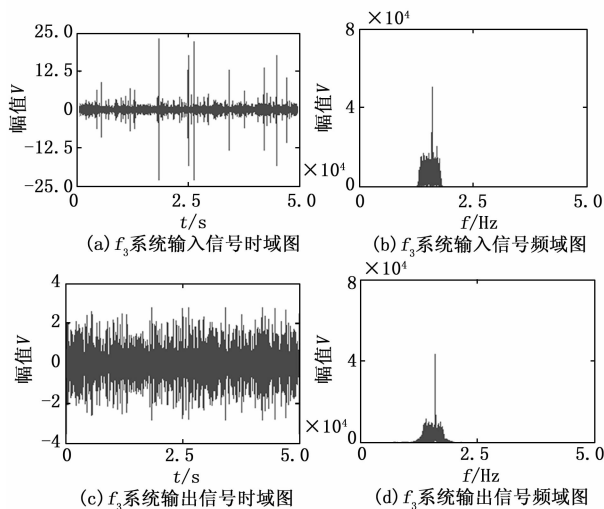 25.0
12.5
0
-12.5
-25.0
幅值V
0
2.5
5.0
×10⁴
t/s
(a) f₃系统输入信号时域图
×10⁴
8
4
0
幅值V
0
2.5
5.0
f/Hz
(b) f₃系统输入信号频域图
4
2
0
-2
-4
幅值V
0
2.5
5.0
×10⁴
t/s
(c) f₃系统输出信号时域图
×10⁴
8
4
0
幅值V
0
2.5
5.0
f/Hz
(d) f₃系统输出信号频域图